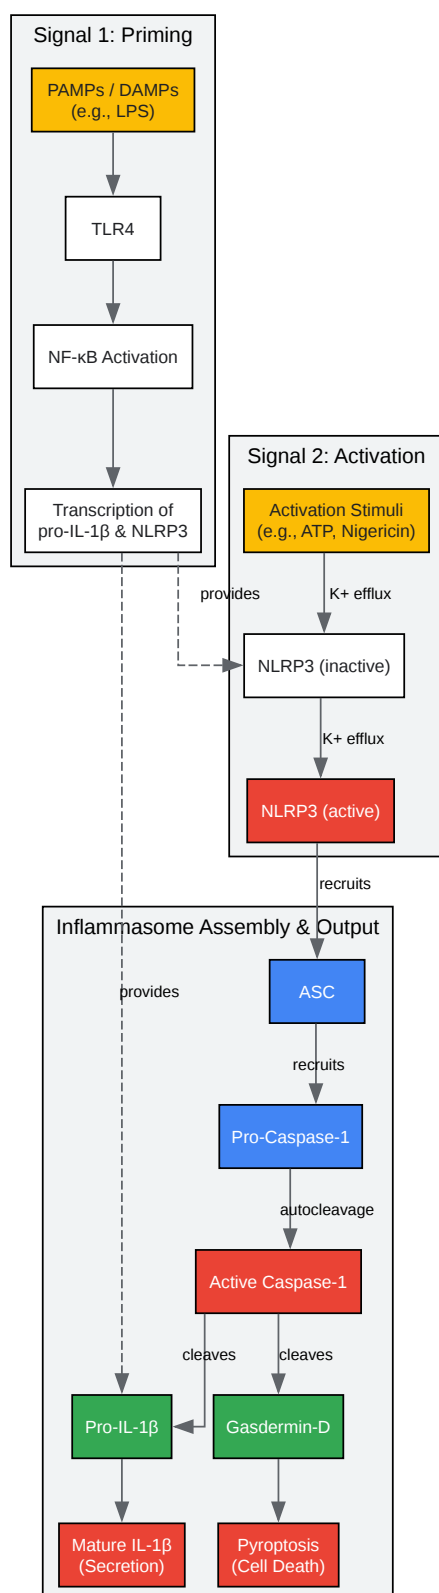 Signal 1: Priming
PAMPs / DAMPs
(e.g., LPS)
TLR4
NF-κB Activation
Transcription of
pro-IL-1β & NLRP3
Signal 2: Activation
Activation Stimuli
(e.g., ATP, Nigericin)
provides
K+ efflux
NLRP3 (inactive)
K+ efflux
NLRP3 (active)
recruits
Inflammasome Assembly & Output
ASC
provides
recruits
Pro-Caspase-1
autocleavage
Active Caspase-1
cleaves
cleaves
Pro-IL-1β
Gasdermin-D
Mature IL-1β
(Secretion)
Pyroptosis
(Cell Death)